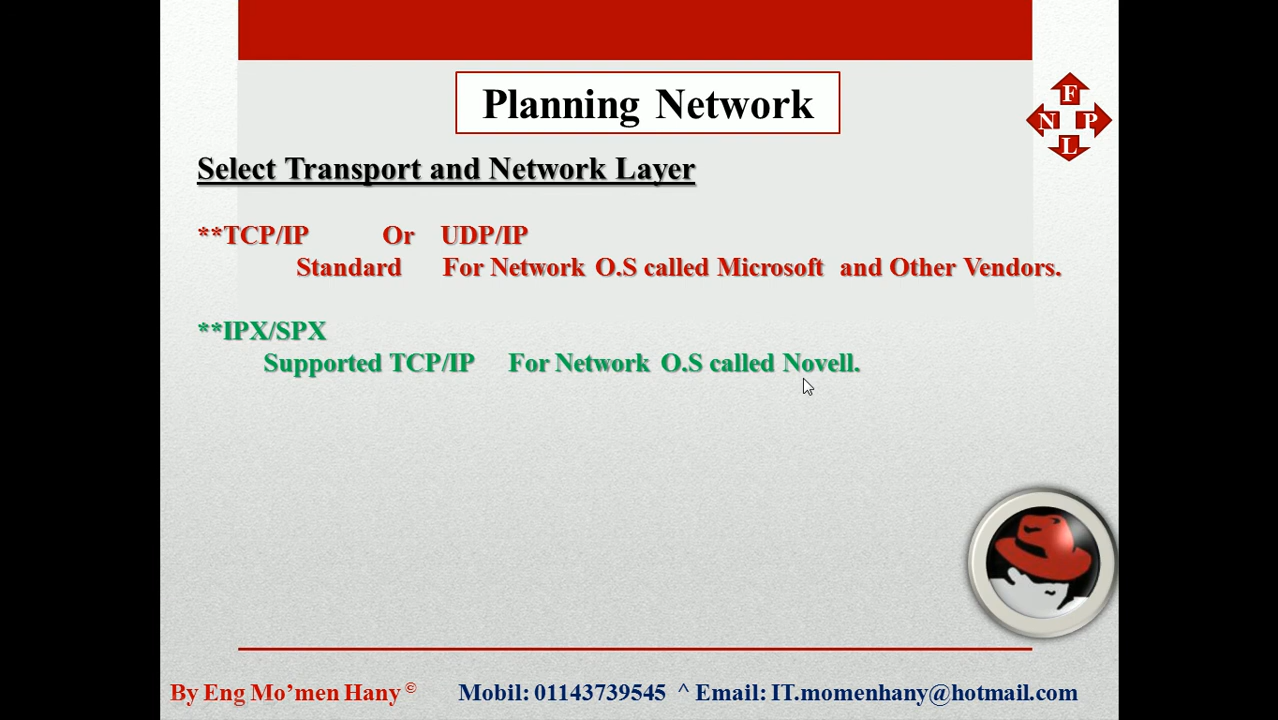 Planning Network
F
N P
L
Select Transport and Network Layer
**TCP/IP Or UDP/IP
Standard For Network O.S called Microsoft and Other Vendors.
**IPX/SPX
Supported TCP/IP For Network O.S called Novell.
By Eng Mo’men Hany © Mobil: 01143739545 ^ Email: IT.momenhany@hotmail.com